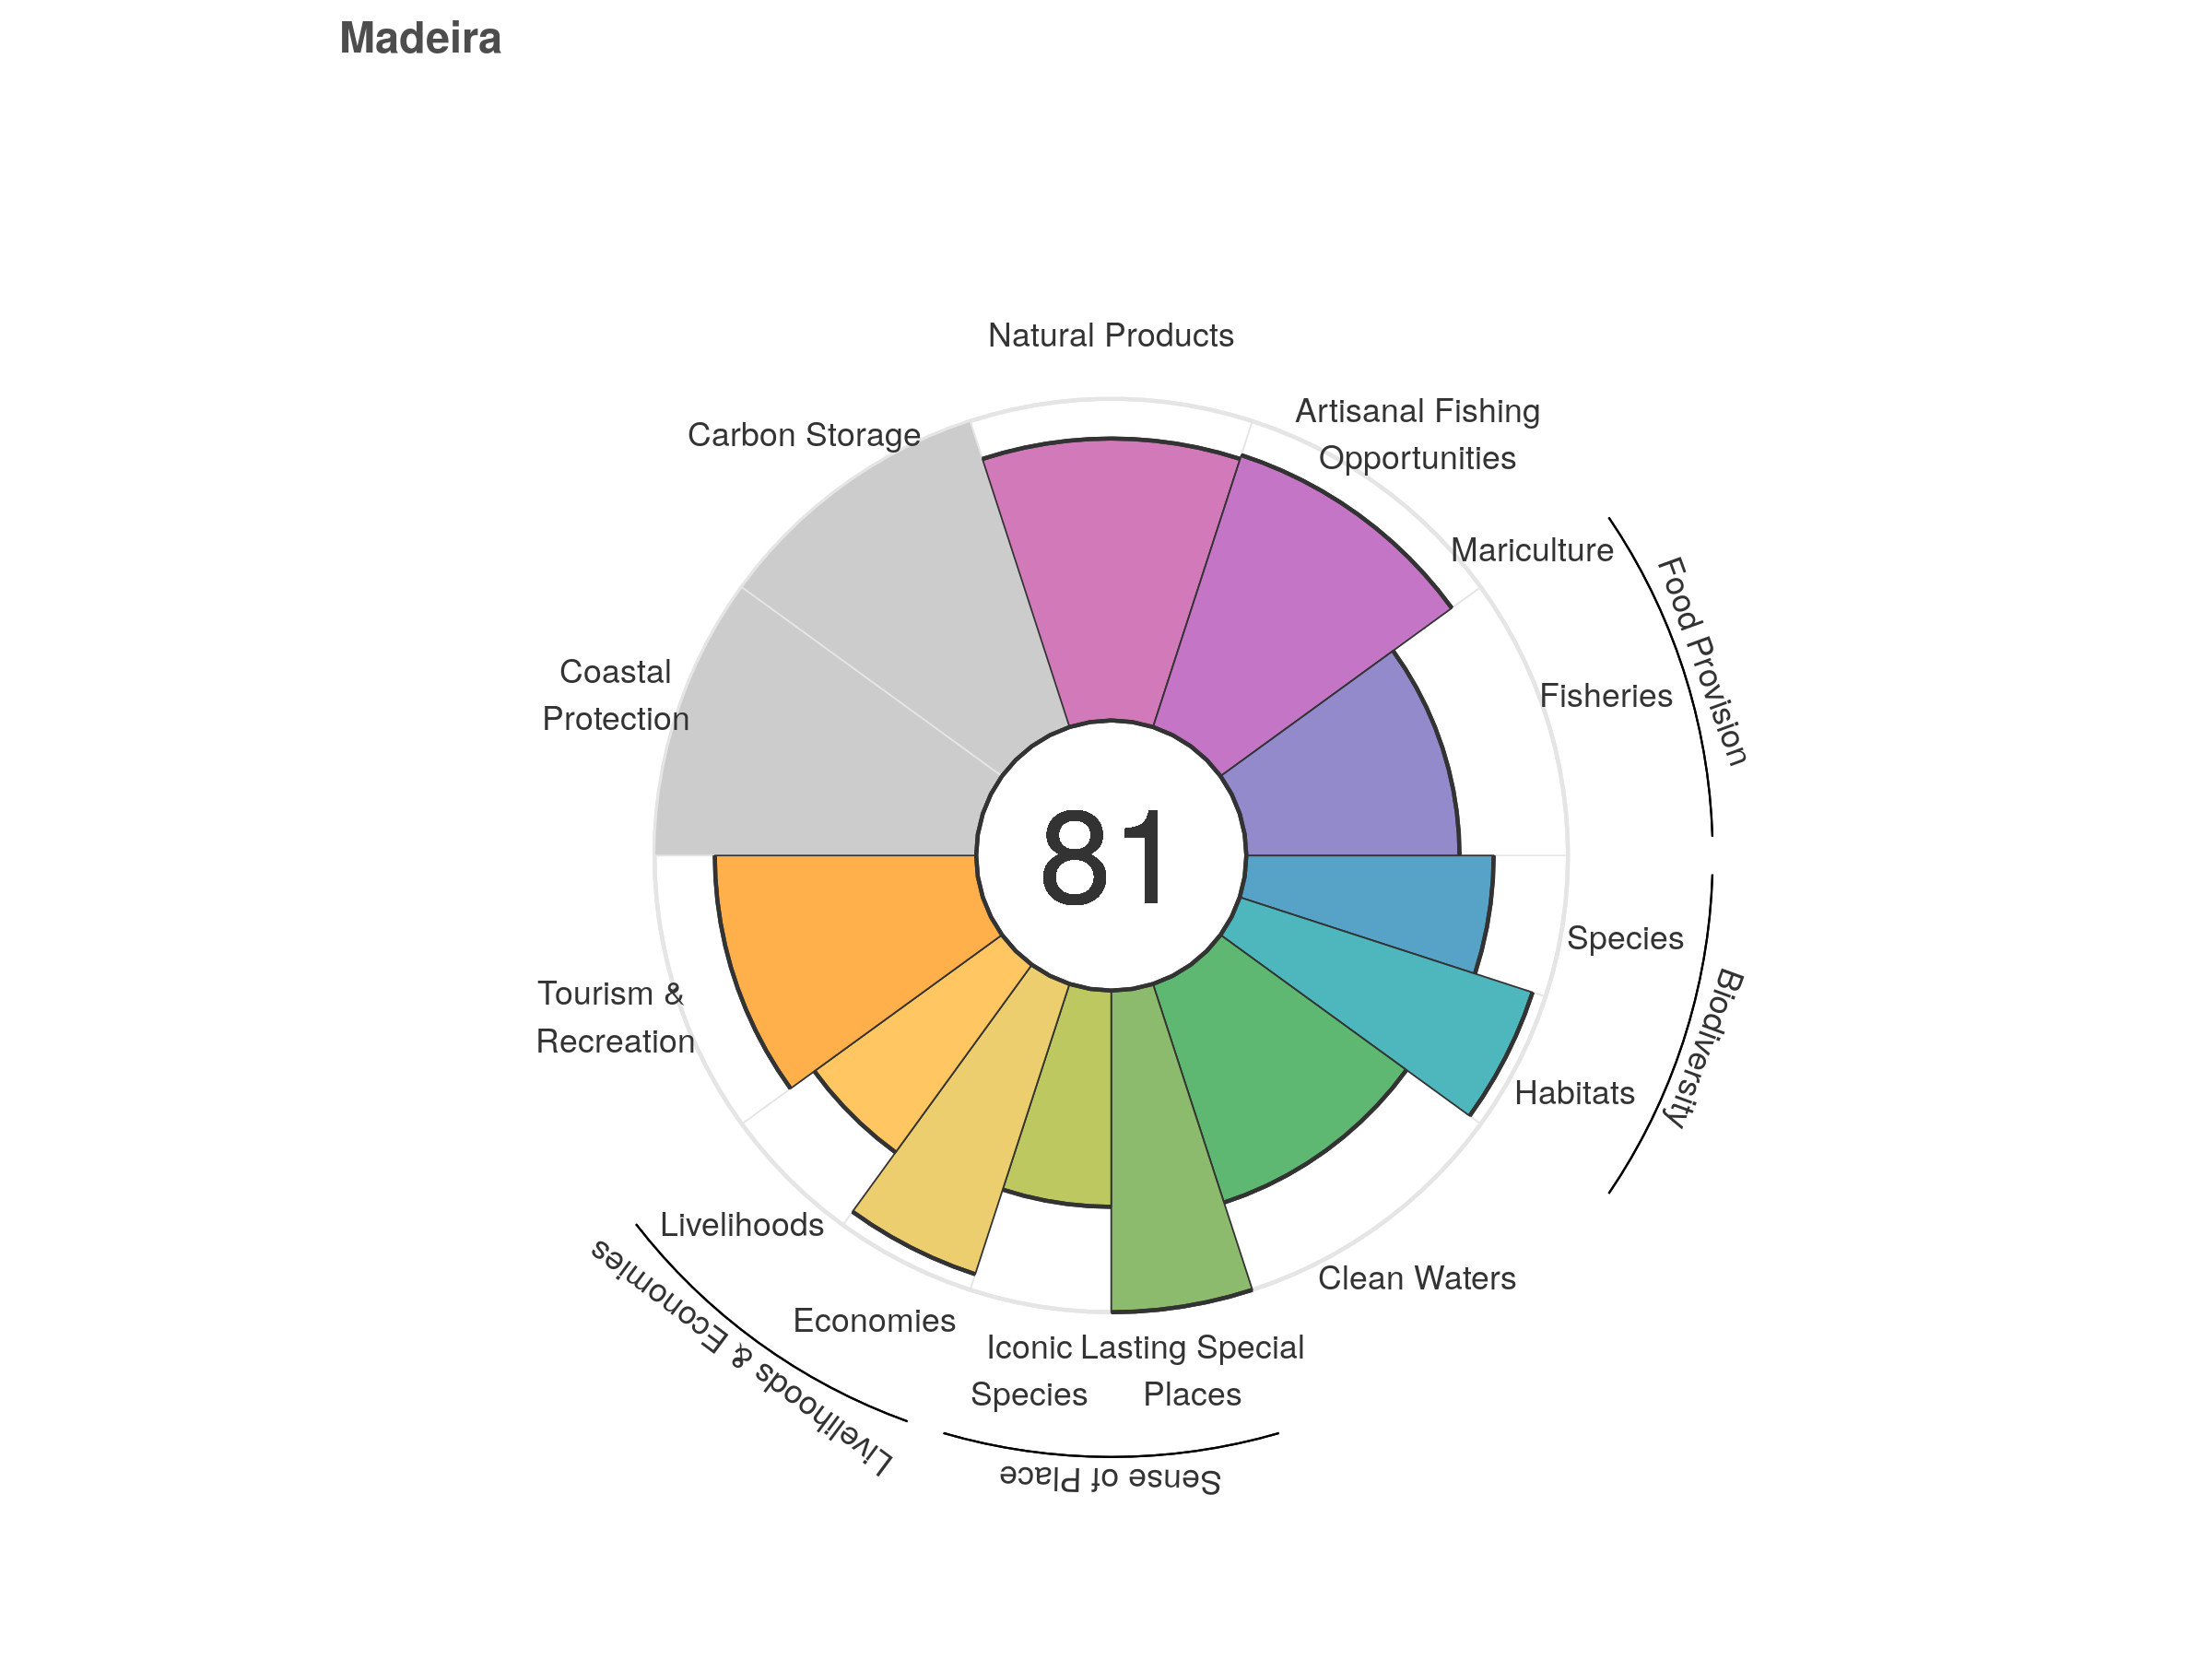 Madeira
Natural Products
Artisanal Fishing
Opportunities
Carbon Storage
Mariculture
Food Provision
Fisheries
Coastal
Protection
81
Species
Biodiversity
Tourism &
Recreation
Habitats
Livelihoods
Clean Waters
Economies
Livelihoods & Economies
Iconic
Species
Lasting Special
Places
Sense of Place